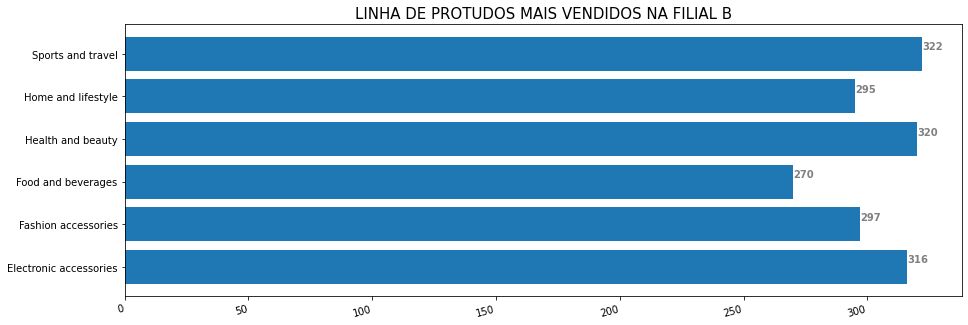 LINHA DE PROTUDOS MAIS VENDIDOS NA FILIAL B
Sports and travel 322
Home and lifestyle 295
Health and beauty 320
Food and beverages 270
Fashion accessories 297
Electronic accessories 316
0 50 100 150 200 250 300